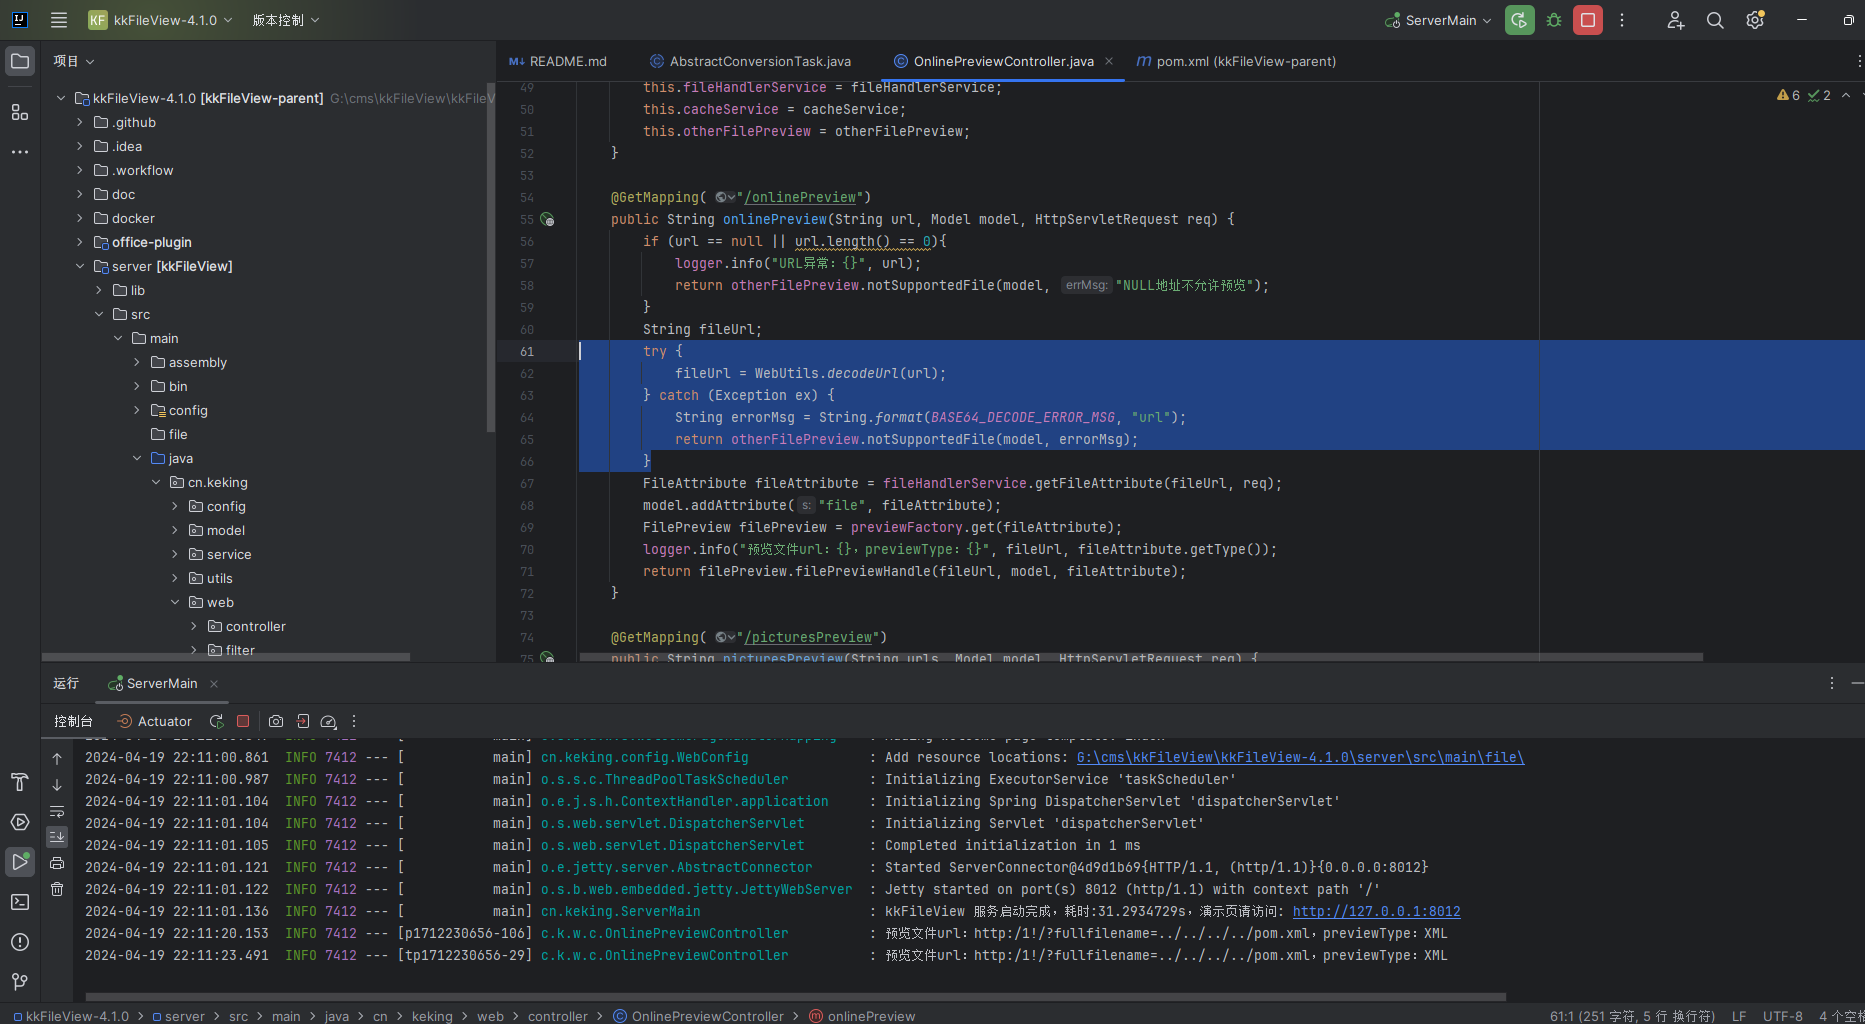 KF kkFileView-4.1.0 版本控制 ServerMain
项目
README.md AbstractConversionTask.java OnlinePreviewController.java pom.xml (kkFileView-parent)
kkFileView-4.1.0 [kkFileView-parent] G:\cms\kkFileView\kkFileV
.github
.idea
.workflow
doc
docker
office-plugin
server [kkFileView]
lib
src
main
assembly
bin
config
file
java
cn.keking
config
model
service
utils
web
controller
filter
6 2
49 this.fileHandlerService = fileHandlerService;
50 this.cacheService = cacheService;
51 this.otherFilePreview = otherFilePreview;
52 }
53
54 @GetMapping("/onlinePreview")
55 public String onlinePreview(String url, Model model, HttpServletRequest req) {
56 if (url == null || url.length() == 0){
57 logger.info("URL异常：{}", url);
58 return otherFilePreview.notSupportedFile(model, errMsg: "NULL地址不允许预览");
59 }
60 String fileUrl;
61 try {
62 fileUrl = WebUtils.decodeUrl(url);
63 } catch (Exception ex) {
64 String errorMsg = String.format(BASE64_DECODE_ERROR_MSG, "url");
65 return otherFilePreview.notSupportedFile(model, errorMsg);
66 }
67 FileAttribute fileAttribute = fileHandlerService.getFileAttribute(fileUrl, req);
68 model.addAttribute( s: "file", fileAttribute);
69 FilePreview filePreview = previewFactory.get(fileAttribute);
70 logger.info("预览文件url：{}，previewType：{}", fileUrl, fileAttribute.getType());
71 return filePreview.filePreviewHandle(fileUrl, model, fileAttribute);
72 }
73
74 @GetMapping("/picturesPreview")
75 public String picturesPreview(String urls, Model model, HttpServletRequest req) {
运行 ServerMain
控制台 Actuator
2024-04-19 22:11:00.861 INFO 7412 --- [ main] cn.keking.config.WebConfig : Add resource locations: G:\cms\kkFileView\kkFileView-4.1.0\server\src\main\file\
2024-04-19 22:11:00.987 INFO 7412 --- [ main] o.s.s.c.ThreadPoolTaskScheduler : Initializing ExecutorService 'taskScheduler'
2024-04-19 22:11:01.104 INFO 7412 --- [ main] o.e.j.s.h.ContextHandler.application : Initializing Spring DispatcherServlet 'dispatcherServlet'
2024-04-19 22:11:01.104 INFO 7412 --- [ main] o.s.web.servlet.DispatcherServlet : Initializing Servlet 'dispatcherServlet'
2024-04-19 22:11:01.105 INFO 7412 --- [ main] o.s.web.servlet.DispatcherServlet : Completed initialization in 1 ms
2024-04-19 22:11:01.121 INFO 7412 --- [ main] o.e.jetty.server.AbstractConnector : Started ServerConnector@4d9d1b69{HTTP/1.1, (http/1.1)}{0.0.0.0:8012}
2024-04-19 22:11:01.122 INFO 7412 --- [ main] o.s.b.web.embedded.jetty.JettyWebServer : Jetty started on port(s) 8012 (http/1.1) with context path '/'
2024-04-19 22:11:01.136 INFO 7412 --- [ main] cn.keking.ServerMain : kkFileView 服务启动完成，耗时:31.2934729s，演示页请访问: http://127.0.0.1:8012
2024-04-19 22:11:20.153 INFO 7412 --- [p1712230656-106] c.k.w.c.OnlinePreviewController : 预览文件url：http:/1!/?fullfilename=../../../../pom.xml，previewType：XML
2024-04-19 22:11:23.491 INFO 7412 --- [tp1712230656-29] c.k.w.c.OnlinePreviewController : 预览文件url：http:/1!/?fullfilename=../../../../pom.xml，previewType：XML
kkFileView-4.1.0 > server > src > main > java > cn > keking > web > controller > OnlinePreviewController > onlinePreview 61:1 (251 字符, 5 行 换行符) LF UTF-8 4 个空格